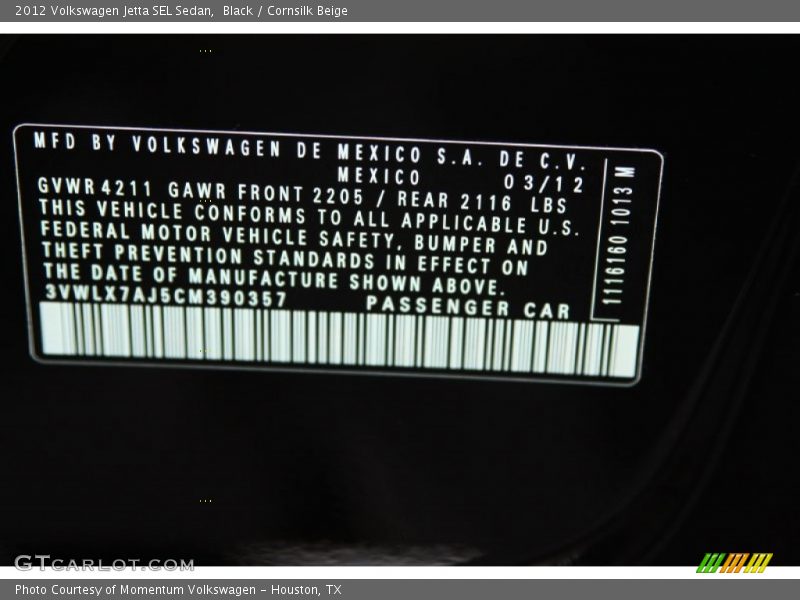 2012 Volkswagen Jetta SEL Sedan,  Black / Cornsilk Beige
MFD BY VOLKSWAGEN DE MEXICO S.A. DE C.V.
MEXICO 03/12
GVWR 4211 GAWR FRONT 2205 / REAR 2116 LBS
THIS VEHICLE CONFORMS TO ALL APPLICABLE U.S.
FEDERAL MOTOR VEHICLE SAFETY, BUMPER AND
THEFT PREVENTION STANDARDS IN EFFECT ON
THE DATE OF MANUFACTURE SHOWN ABOVE.
3VWLX7AJ5CM390357 PASSENGER CAR
1116160 1013 M
GTCARLOT.COM
Photo Courtesy of Momentum Volkswagen - Houston, TX